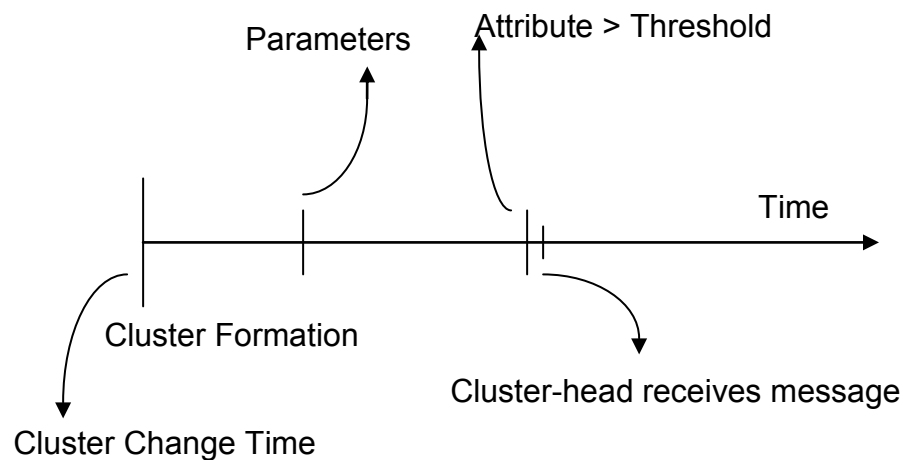 Parameters
Attribute > Threshold
Time
Cluster Formation
Cluster-head receives message
Cluster Change Time